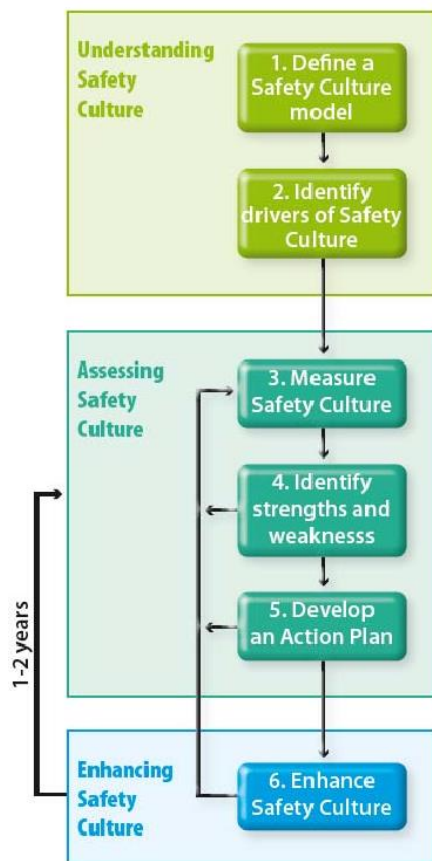 Understanding
Safety
Culture
1. Define a
Safety Culture
model
2. Identify
drivers of Safety
Culture
Assessing
Safety
Culture
3. Measure
Safety Culture
4. Identify
strengths and
weaknesss
5. Develop
an Action Plan
1-2 years
Enhancing
Safety
Culture
6. Enhance
Safety Culture